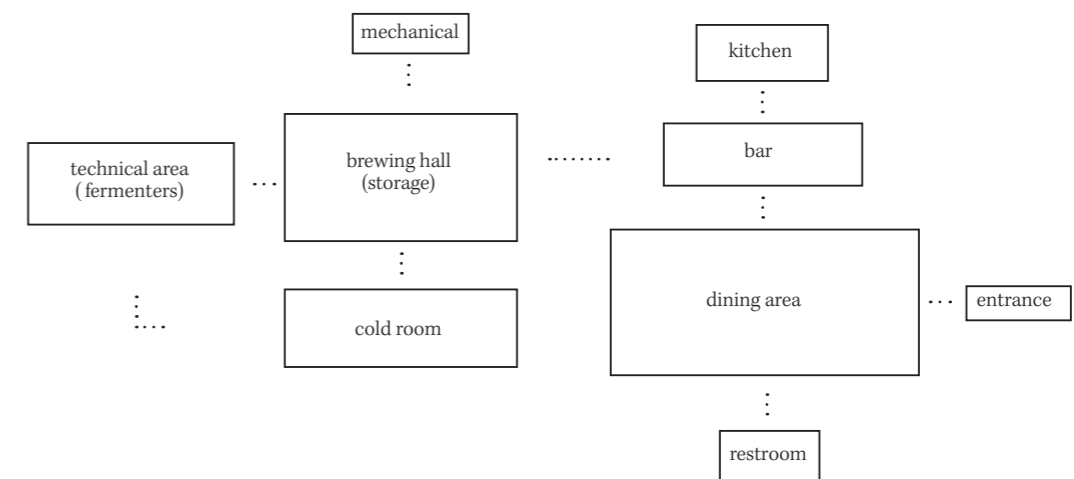 mechanical
kitchen
technical area
( fermenters)
brewing hall
(storage)
bar
dining area
entrance
cold room
restroom